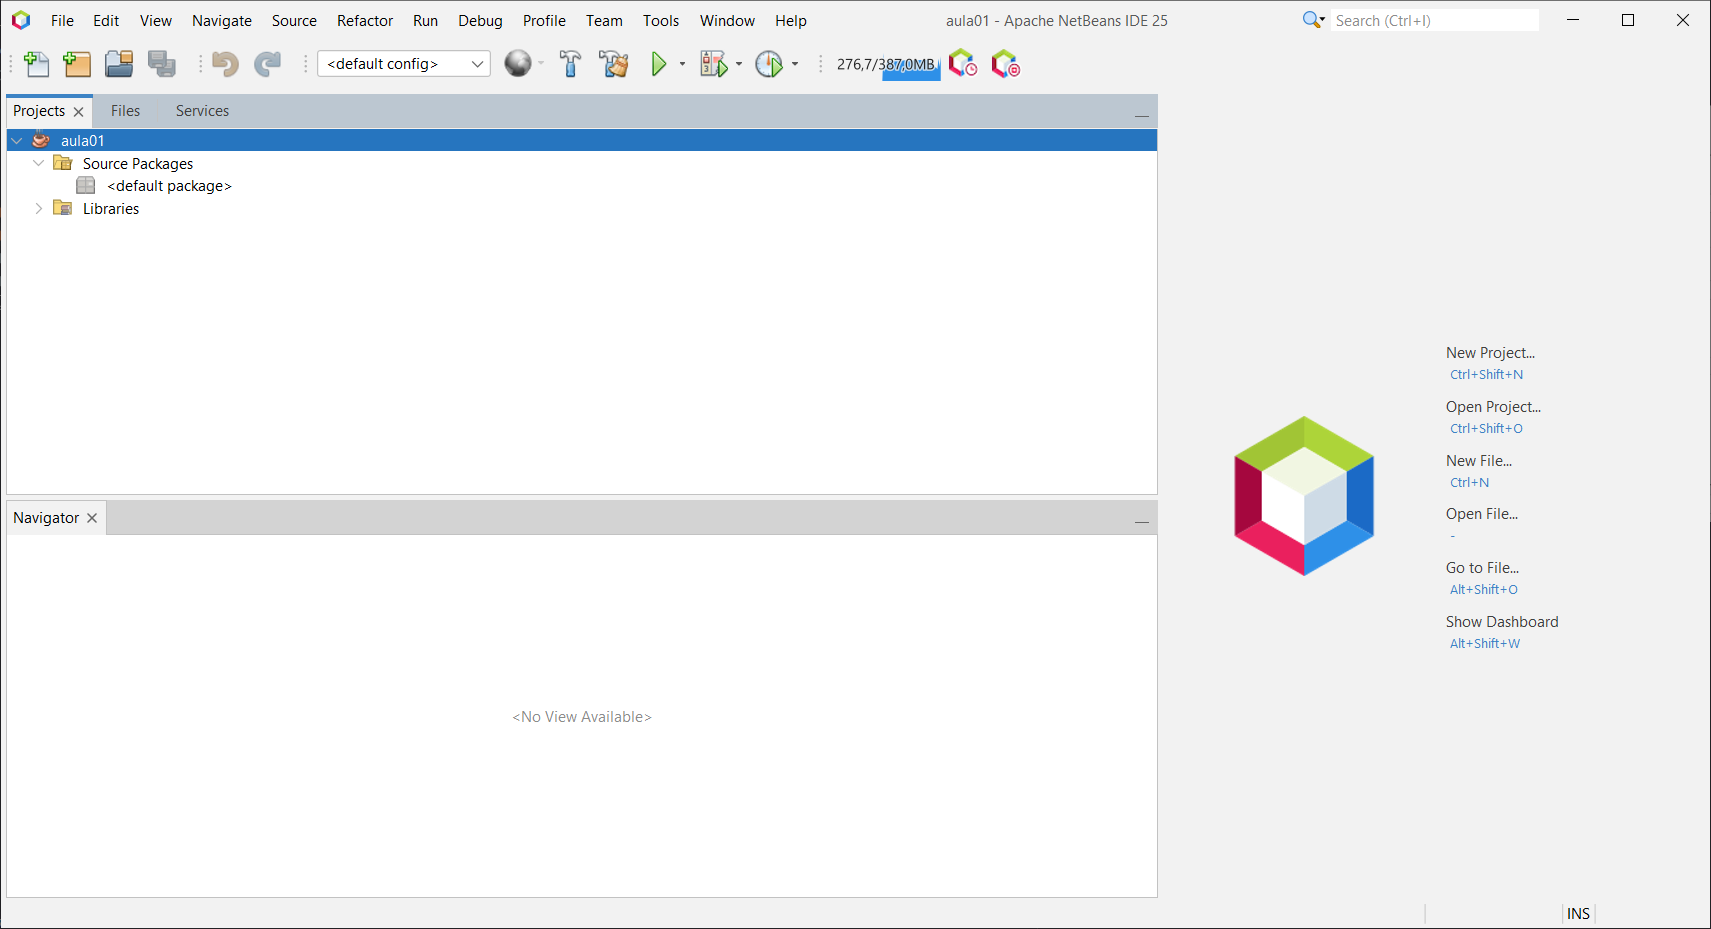 File Edit View Navigate Source Refactor Run Debug Profile Team Tools Window Help aula01 - Apache NetBeans IDE 25 Search (Ctrl+I)
<default config> 276,7/387,0MB
Projects Files Services
aula01
Source Packages
<default package>
Libraries
Navigator
<No View Available>
New Project...
Ctrl+Shift+N
Open Project...
Ctrl+Shift+O
New File...
Ctrl+N
Open File...
-
Go to File...
Alt+Shift+O
Show Dashboard
Alt+Shift+W
INS